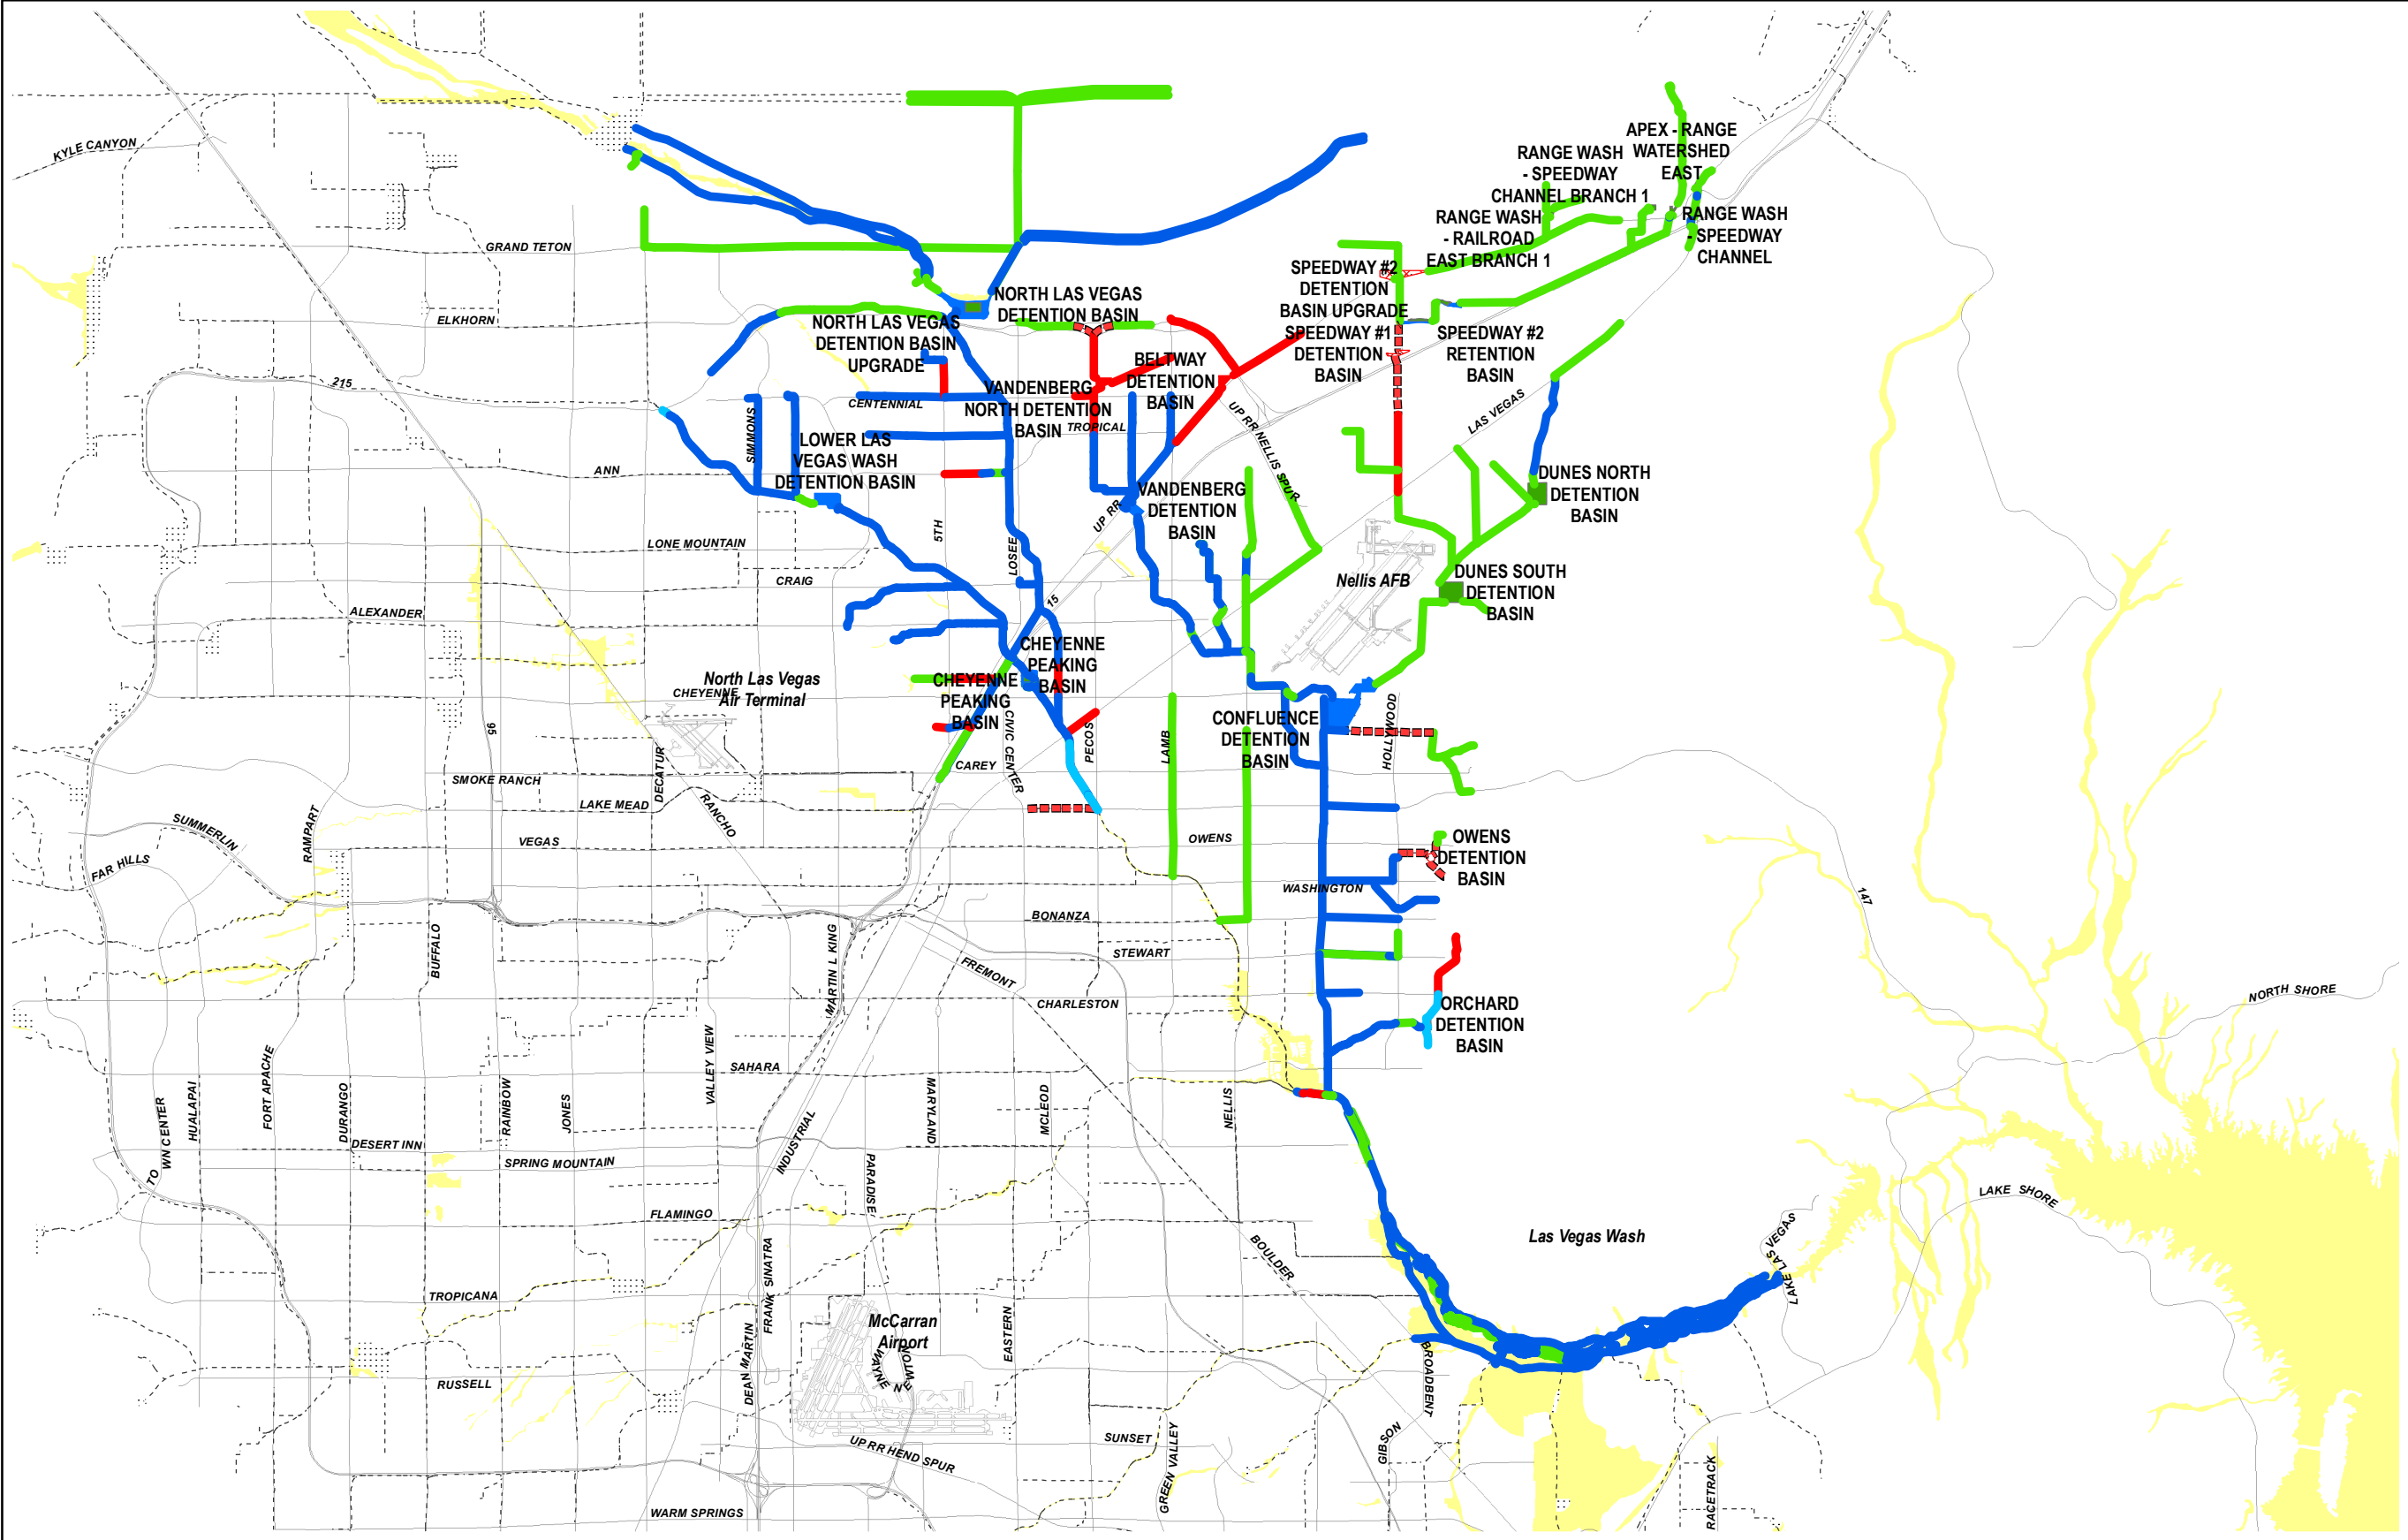 KYLE CANYON
APEX - RANGE
WATERSHED
EAST
RANGE WASH
- SPEEDWAY
CHANNEL BRANCH 1
RANGE WASH
- RAILROAD
EAST BRANCH 1
RANGE WASH
- SPEEDWAY
CHANNEL
GRAND TETON
SPEEDWAY #2
DETENTION
BASIN UPGRADE
NORTH LAS VEGAS
DETENTION BASIN
ELKHORN
NORTH LAS VEGAS
DETENTION BASIN
UPGRADE
SPEEDWAY #1
DETENTION
BASIN
SPEEDWAY #2
RETENTION
BASIN
BELTWAY
DETENTION
BASIN
215
VANDENBERG
NORTH DETENTION
BASIN
CENTENNIAL
TROPICAL
SIMMONS
UP RR NELLIS SPUR
LAS VEGAS
LOWER LAS
VEGAS WASH
DETENTION BASIN
ANN
DUNES NORTH
DETENTION
BASIN
VANDENBERG
DETENTION
BASIN
UP RR
5TH
LOSEE
LONE MOUNTAIN
CRAIG
Nellis AFB
DUNES SOUTH
DETENTION
BASIN
ALEXANDER
15
CHEYENNE
PEAKING
BASIN
North Las Vegas
Air Terminal
CHEYENNE
CHEYENNE
PEAKING
BASIN
CIVIC CENTER
PECOS
LAMB
CONFLUENCE
DETENTION
BASIN
HOLLYWOOD
95
DECATUR
CAREY
SMOKE RANCH
LAKE MEAD
RANCHO
SUMMERLIN
RAMPART
VEGAS
OWENS
OWENS
DETENTION
BASIN
FAR HILLS
WASHINGTON
147
BONANZA
BUFFALO
MARTIN L KING
STEWART
FREMONT
CHARLESTON
NORTH SHORE
ORCHARD
DETENTION
BASIN
SAHARA
VALLEY VIEW
MARYLAND
MCLEOD
NELLIS
TO
WN CENTER
HUALAPAI
FORT APACHE
DURANGO
RAINBOW
JONES
INDUSTRIAL
DESERT INN
SPRING MOUNTAIN
PARADISE
LAKE SHORE
FLAMINGO
Las Vegas Wash
LAKE LAS VEGAS
BOULDER
FRANK SINATRA
TROPICANA
McCarran
Airport
WAYNE NEWTON
EASTERN
DEAN MARTIN
RUSSELL
BROADBENT
SUNSET
UP RR HEND SPUR
GREEN VALLEY
GIBSON
RACETRACK
WARM SPRINGS